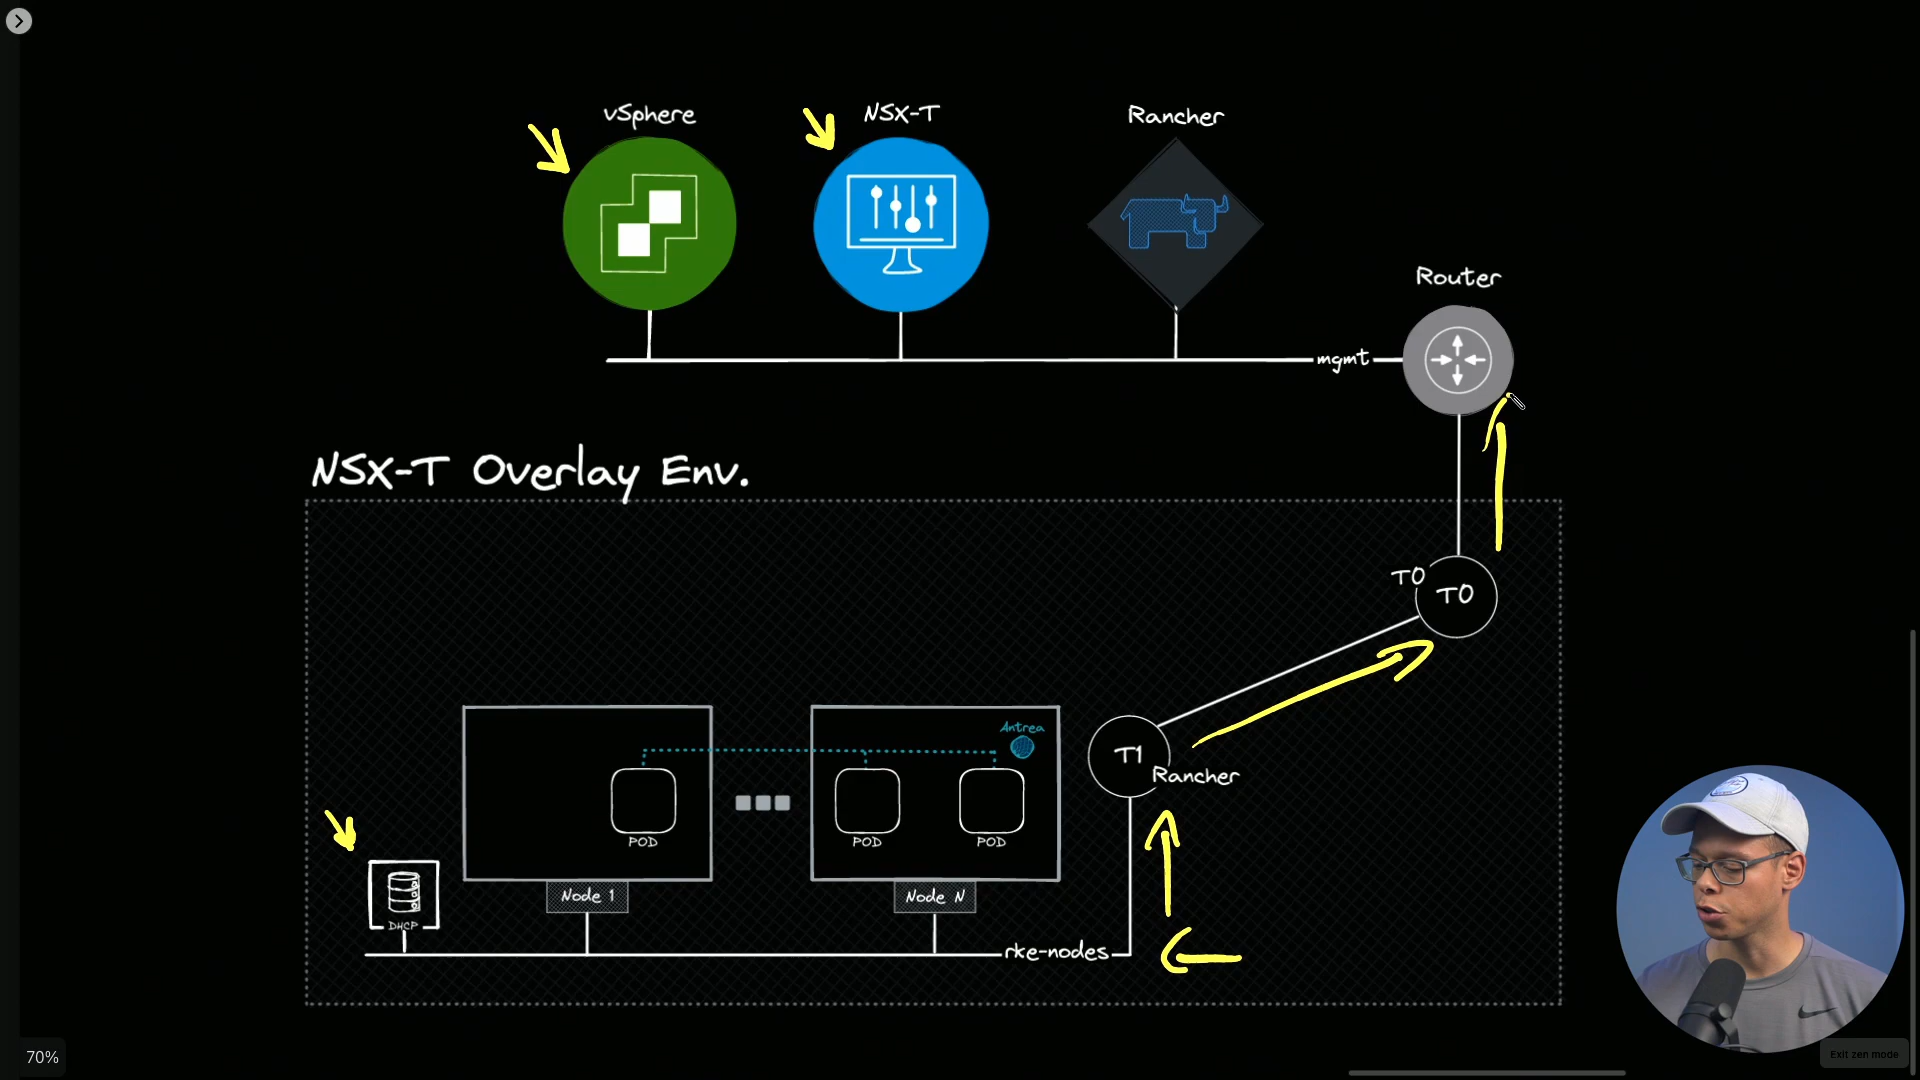 vSphere
NSX-T
Rancher
Router
mgmt
NSX-T Overlay Env.
TO
TO
Antrea
T1
Rancher
POD
POD
POD
DHCP
Node 1
Node N
rke-nodes
70%
Exit zen mode